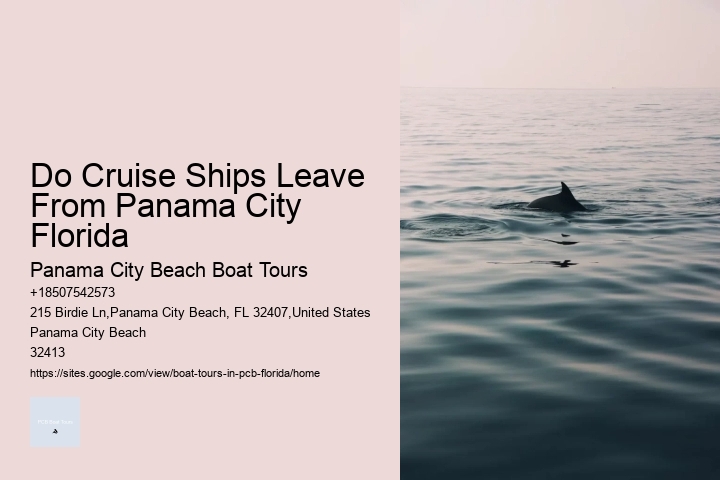 Do Cruise Ships Leave
From Panama City
Florida
Panama City Beach Boat Tours
+18507542573
215 Birdie Ln,Panama City Beach, FL 32407,United States
Panama City Beach
32413
https://sites.google.com/view/boat-tours-in-pcb-florida/home